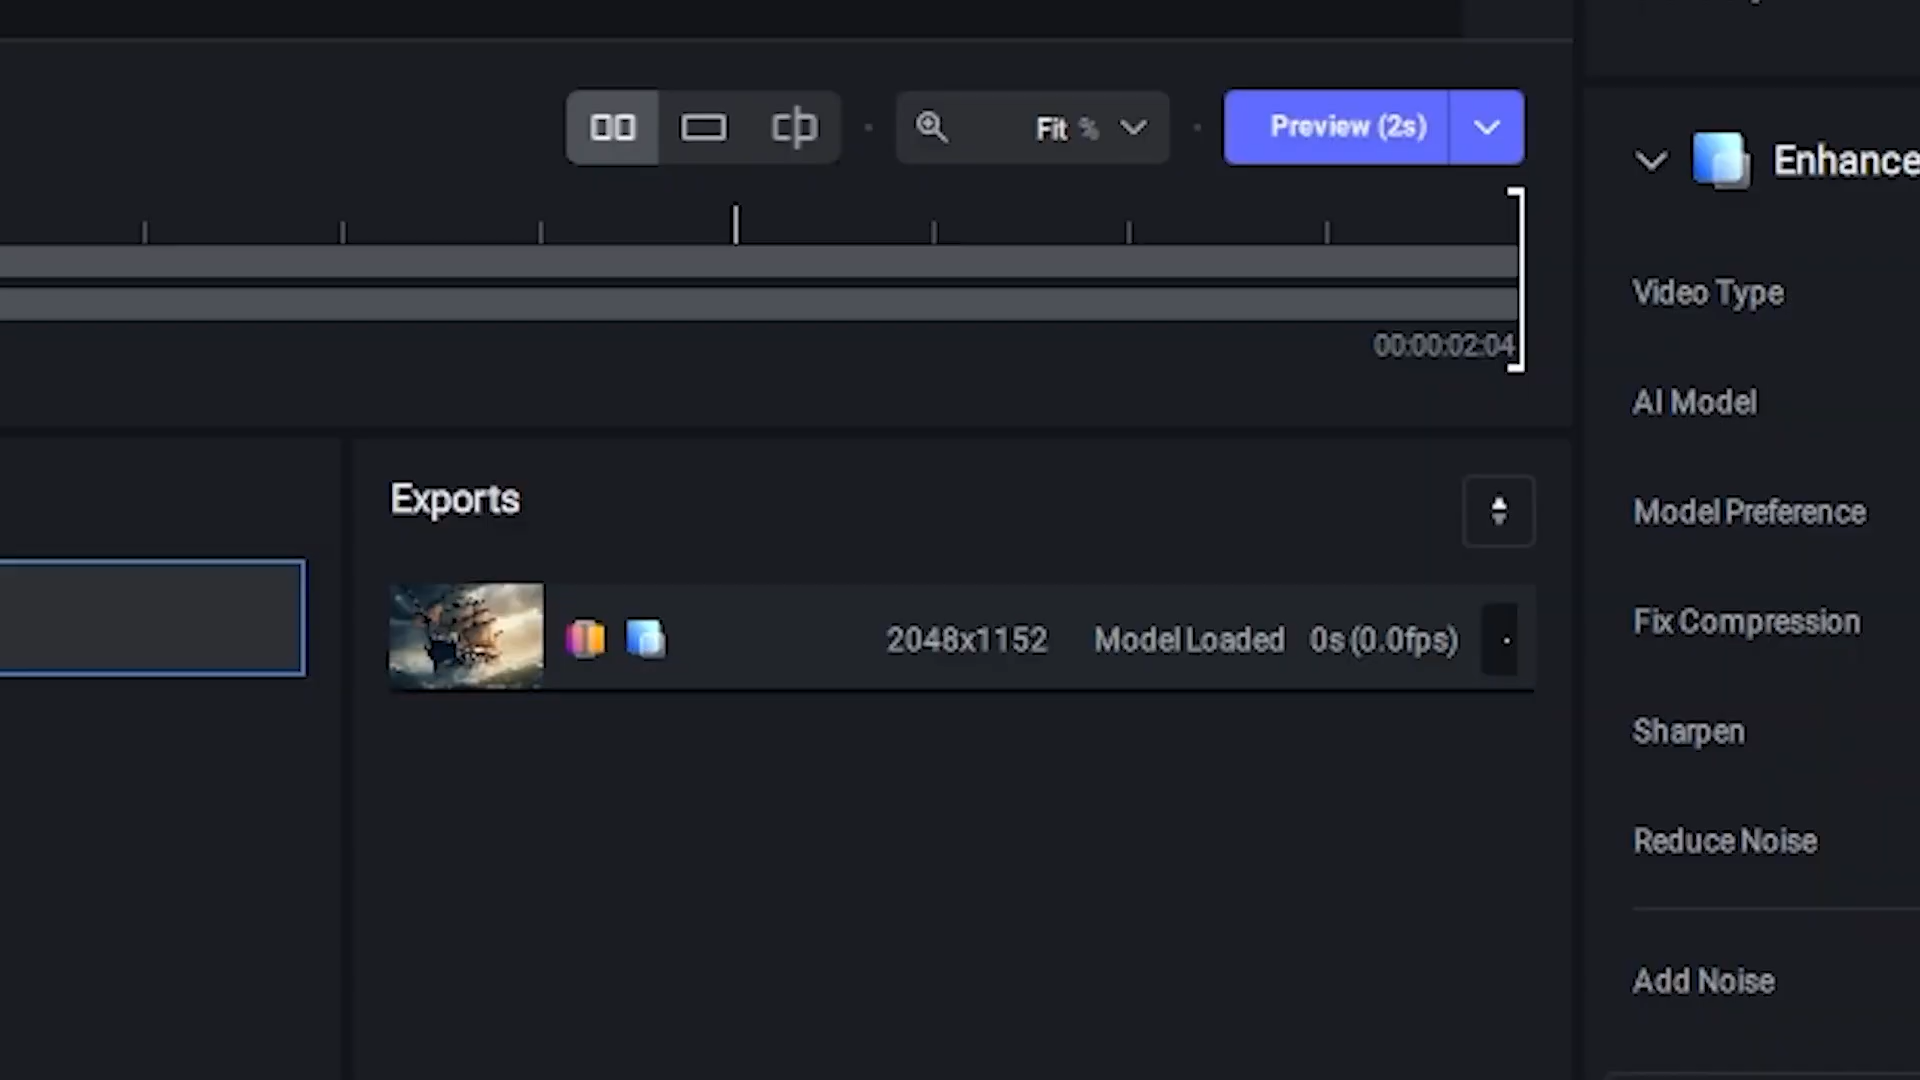 Fit %
Preview (2s)
00:00:02:04
Exports
2048x1152 Model Loaded 0s (0.0fps)
Enhance
Video Type
AI Model
Model Preference
Fix Compression
Sharpen
Reduce Noise
Add Noise